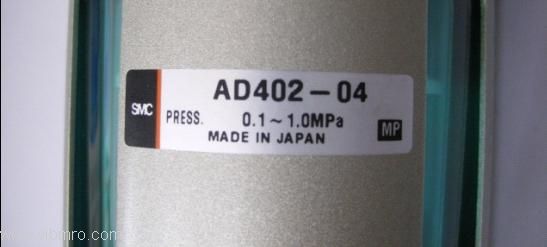 AD402-04
SMC
PRESS. 0.1~1.0MPa
MADE IN JAPAN
MP